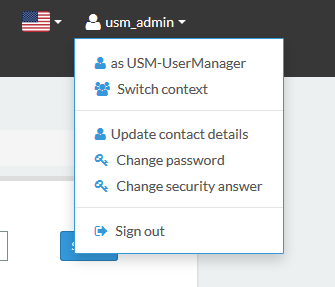 usm_admin
as USM-UserManager
Switch context
Update contact details
Change password
Change security answer
Sign out